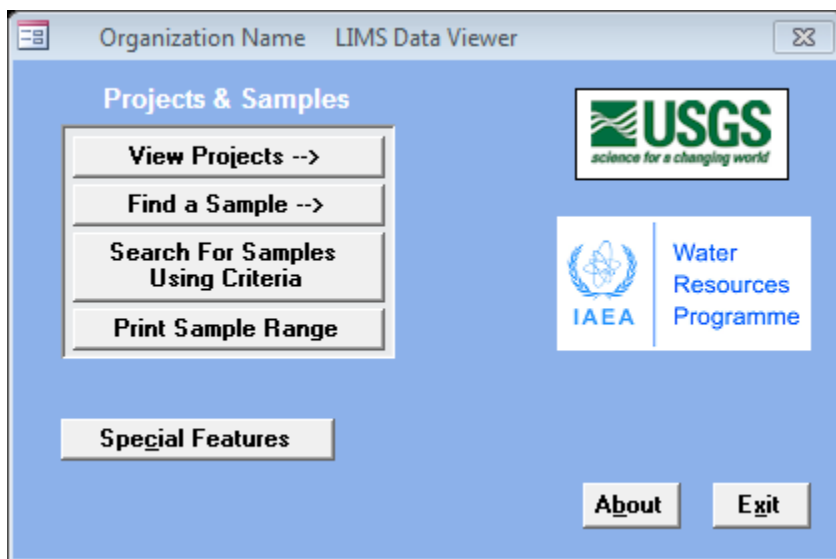 Organization Name LIMS Data Viewer
Projects & Samples
View Projects -->
Find a Sample -->
Search For Samples
Using Criteria
Print Sample Range
Special Features
USGS
science for a changing world
IAEA
Water
Resources
Programme
About
Exit